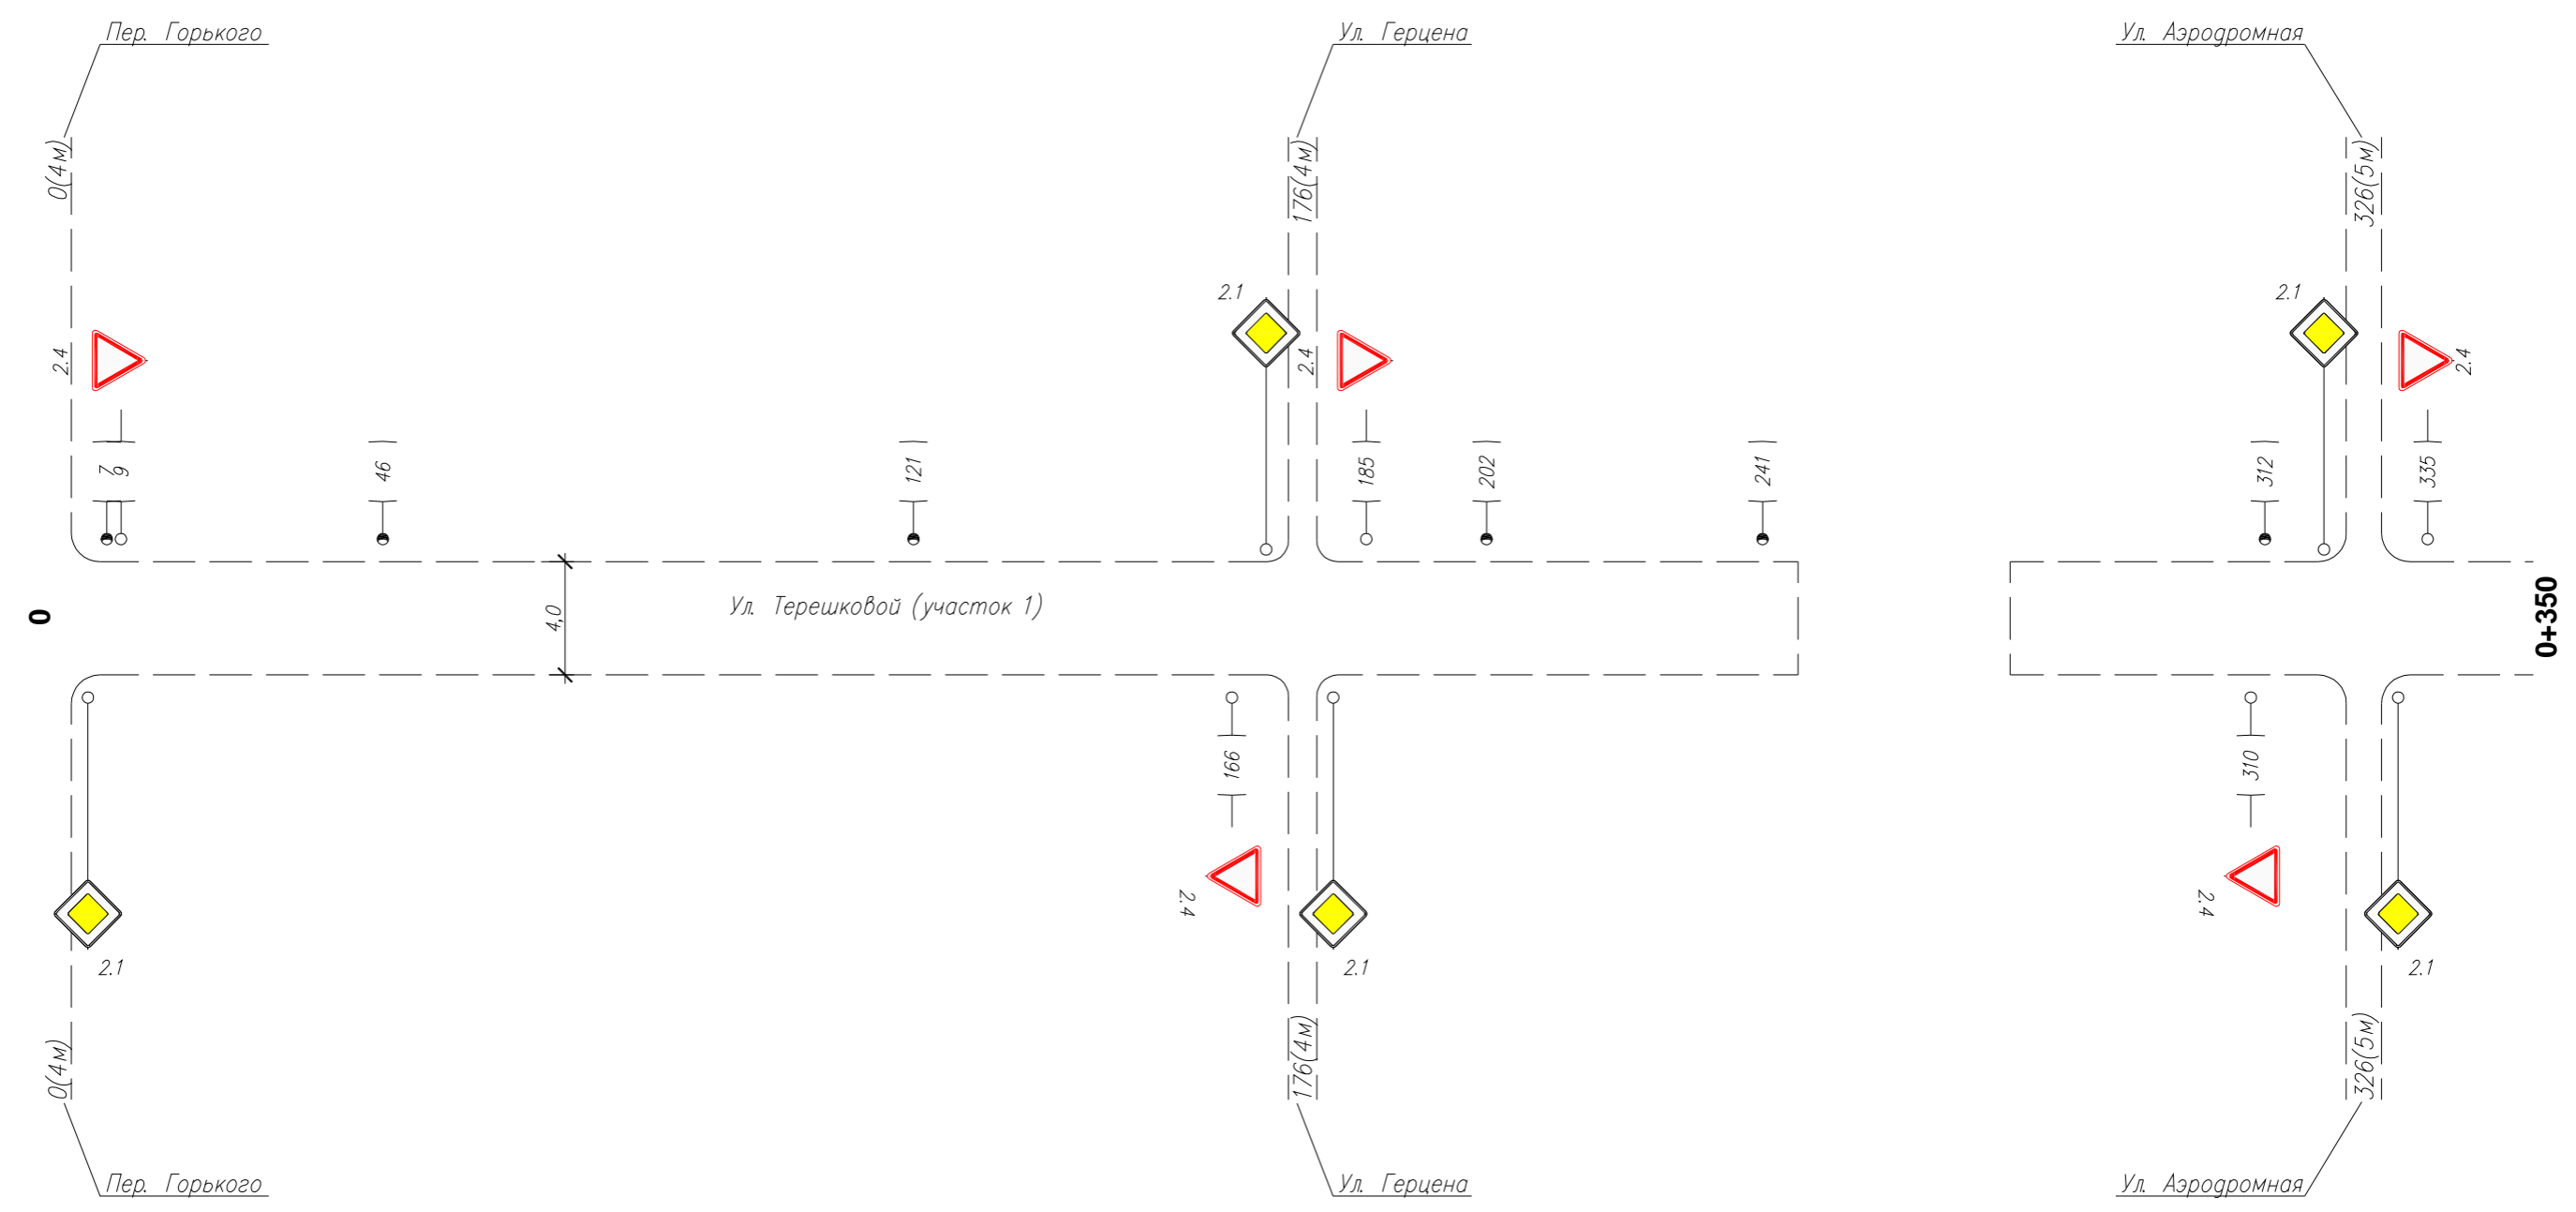 Пер. Горького
Ул. Герцена
Ул. Аэродромная
0(4м)
176(4м)
326(5м)
2.1
2.1
2.4
2.4
2.4
7
9
46
121
185
202
241
312
335
0
4,0
Ул. Терешковой (участок 1)
0+350
166
310
2.4
2.4
2.1
2.1
2.1
0(4м)
176(4м)
326(5м)
Пер. Горького
Ул. Герцена
Ул. Аэродромная